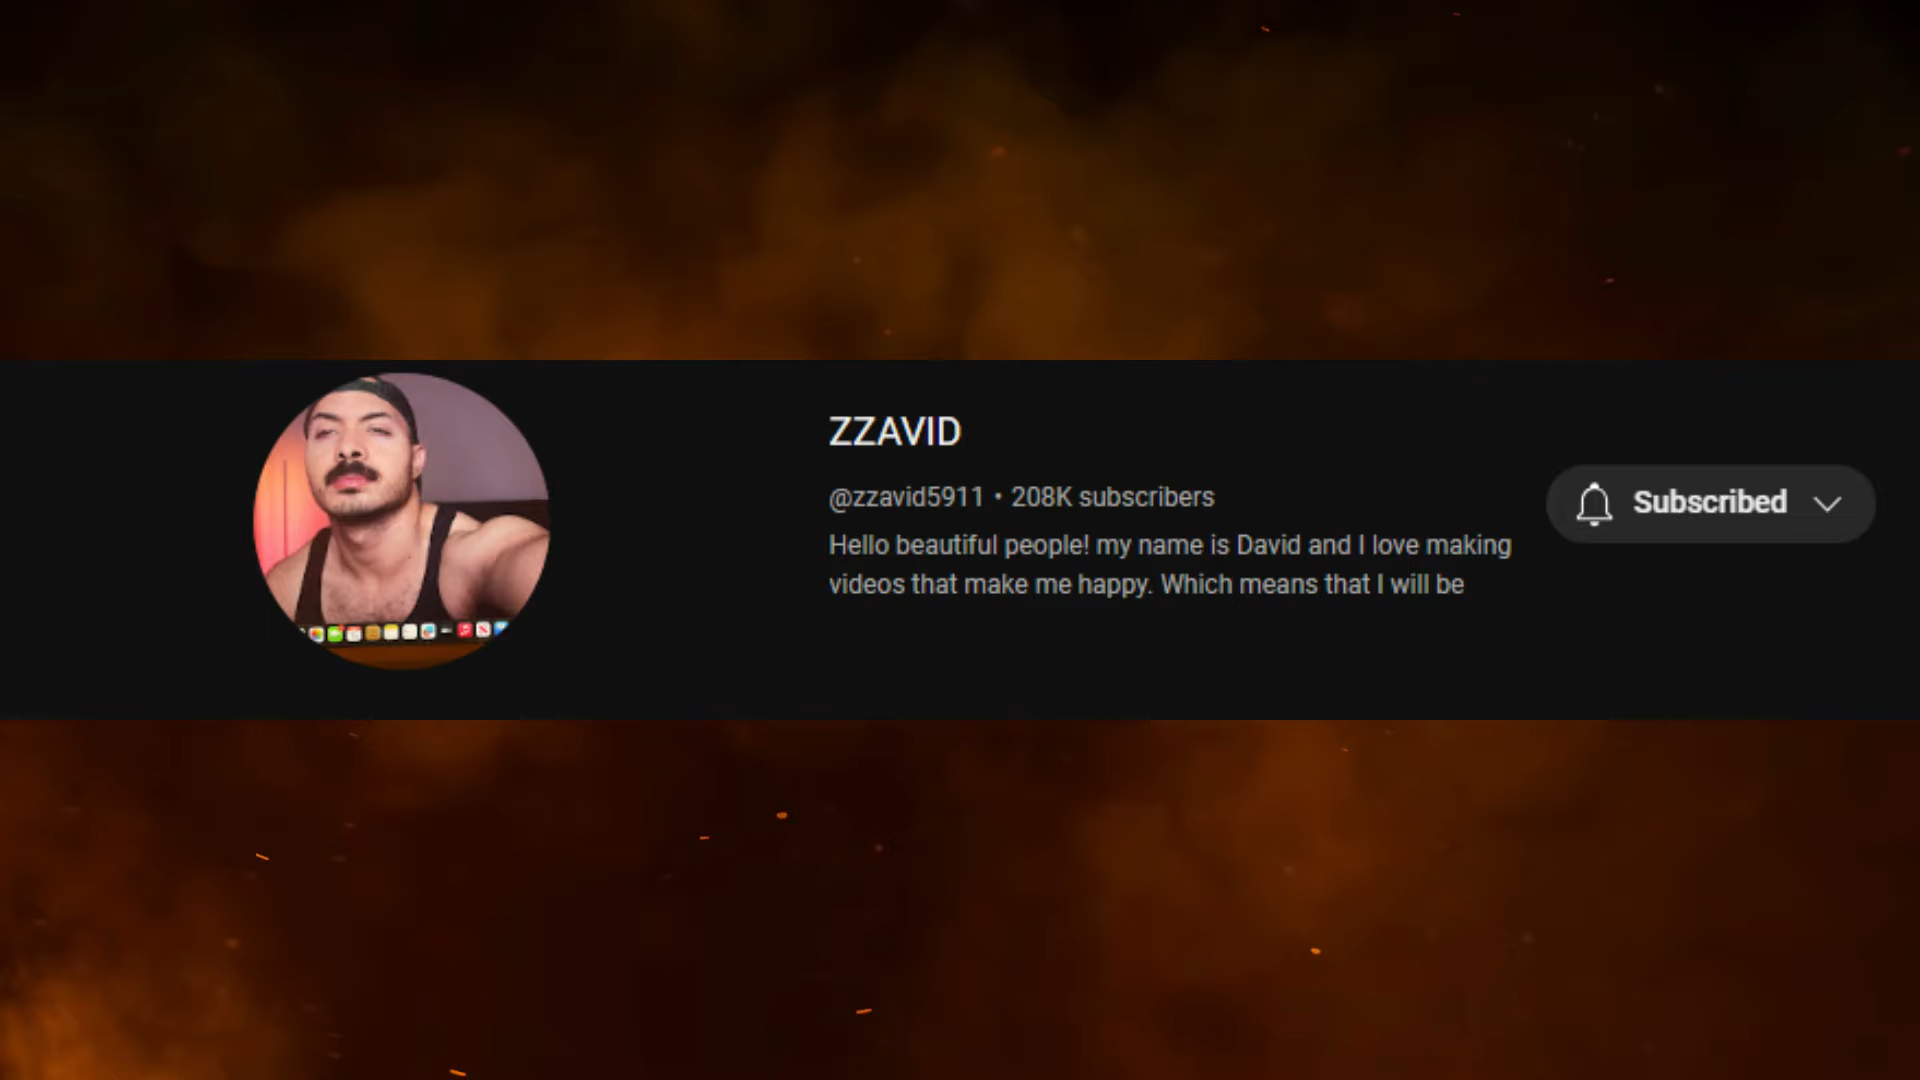 ZZAVID
@zzavid5911 • 208K subscribers
Subscribed
Hello beautiful people! my name is David and I love making
videos that make me happy. Which means that I will be